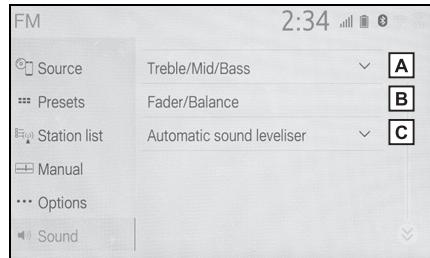 FM 2:34
Source
Treble/Mid/Bass A
Presets
Fader/Balance B
Station list
Automatic sound leveliser C
Manual
Options
Sound